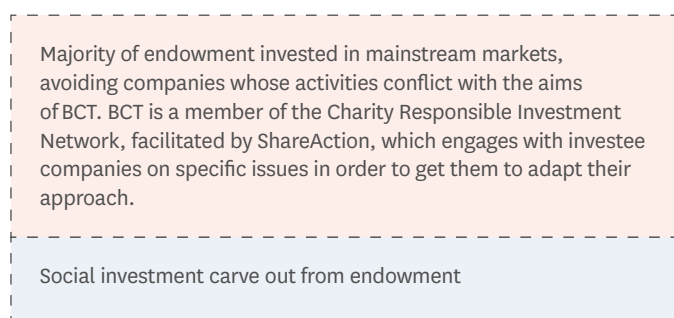 Majority of endowment invested in mainstream markets,
avoiding companies whose activities conflict with the aims
of BCT. BCT is a member of the Charity Responsible Investment
Network, facilitated by ShareAction, which engages with investee
companies on specific issues in order to get them to adapt their
approach.
Social investment carve out from endowment